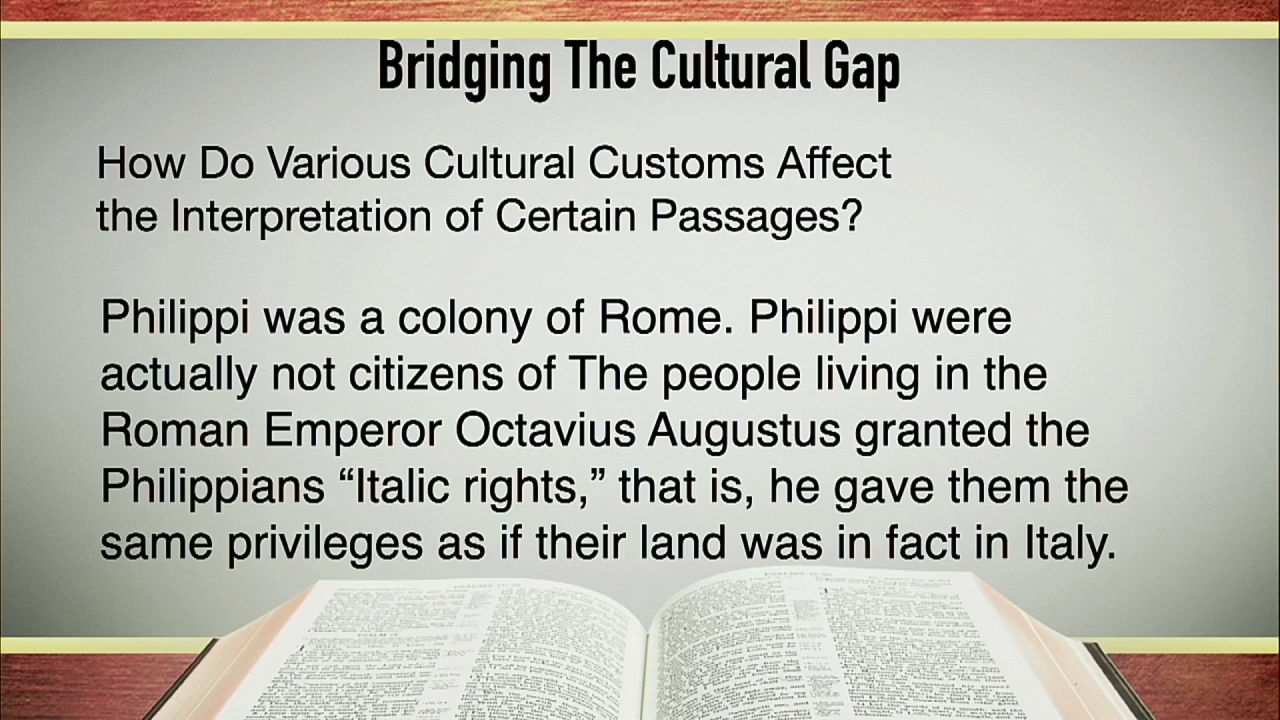 Bridging The Cultural Gap
How Do Various Cultural Customs Affect
the Interpretation of Certain Passages?
Philippi was a colony of Rome. Philippi were
actually not citizens of The people living in the
Roman Emperor Octavius Augustus granted the
Philippians “Italic rights,” that is, he gave them the
same privileges as if their land was in fact in Italy.